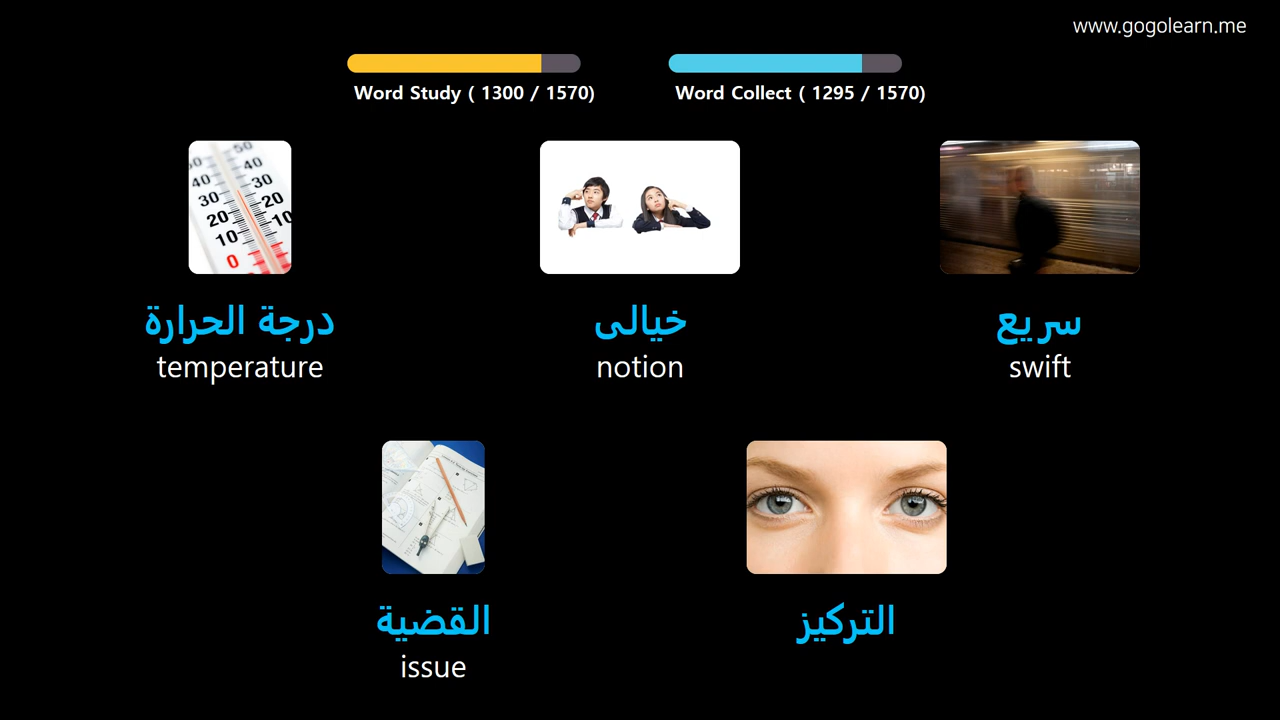 www.gogolearn.me
Word Study ( 1300 / 1570)
Word Collect ( 1295 / 1570)
درجة الحرارة
temperature
خيالى
notion
سريع
swift
القضية
issue
التركيز